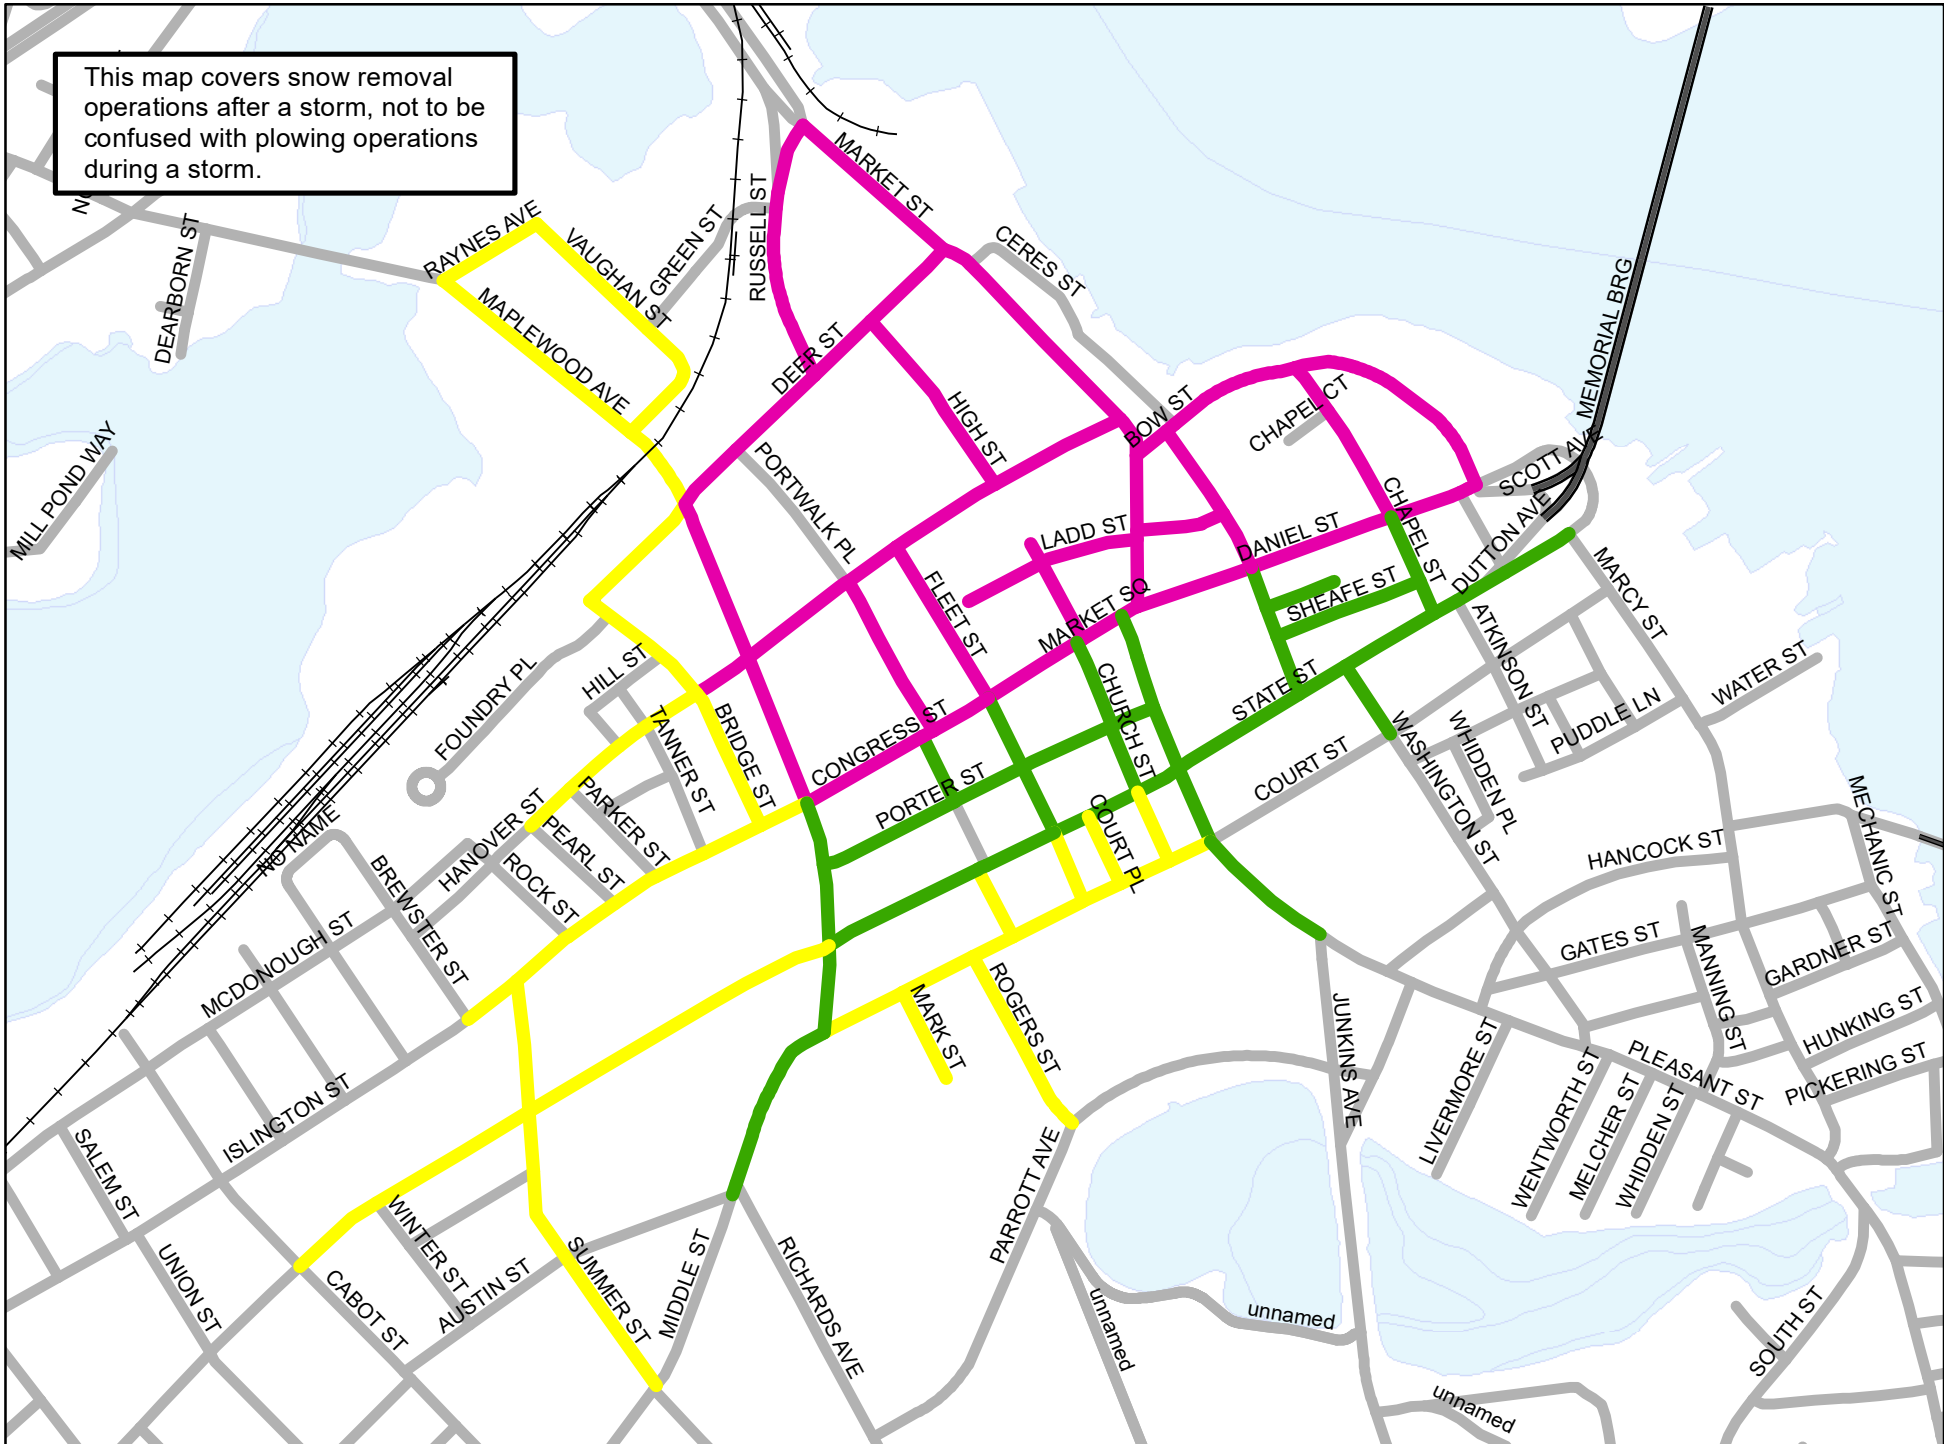 This map covers snow removal
operations after a storm, not to be
confused with plowing operations
during a storm.
MARKET ST
RUSSELL ST
GREEN ST
VAUGHAN ST
RAYNES AVE
MAPLEWOOD AVE
DEARBORN ST
MILL POND WAY
CERES ST
DEER ST
HIGH ST
BOW ST
CHAPEL CT
MEMORIAL BRG
SCOTT AVE
PORTWALK PL
LADD ST
DANIEL ST
CHAPEL ST
DUTTON AVE
MARCY ST
FLEET ST
MARKET SQ
SHEAFE ST
ATKINSON ST
WATER ST
FOUNDRY PL
HILL ST
TANNER ST
BRIDGE ST
CONGRESS ST
CHURCH ST
STATE ST
PUDDLE LN
WHIDDEN PL
WASHINGTON ST
COURT ST
PORTER ST
COURT PL
NO NAME
HANOVER ST
PARKER ST
PEARL ST
ROCK ST
BREWSTER ST
MCDONOUGH ST
MECHANIC ST
HANCOCK ST
GATES ST
MANNING ST
GARDNER ST
HUNKING ST
PICKERING ST
MARK ST
ROGERS ST
JUNKINS AVE
LIVERMORE ST
PLEASANT ST
WENTWORTH ST
MELCHER ST
WHIDDEN ST
ISLINGTON ST
SALEM ST
UNION ST
CABOT ST
WINTER ST
AUSTIN ST
SUMMER ST
MIDDLE ST
RICHARDS AVE
PARROTT AVE
unnamed
unnamed
unnamed
SOUTH ST